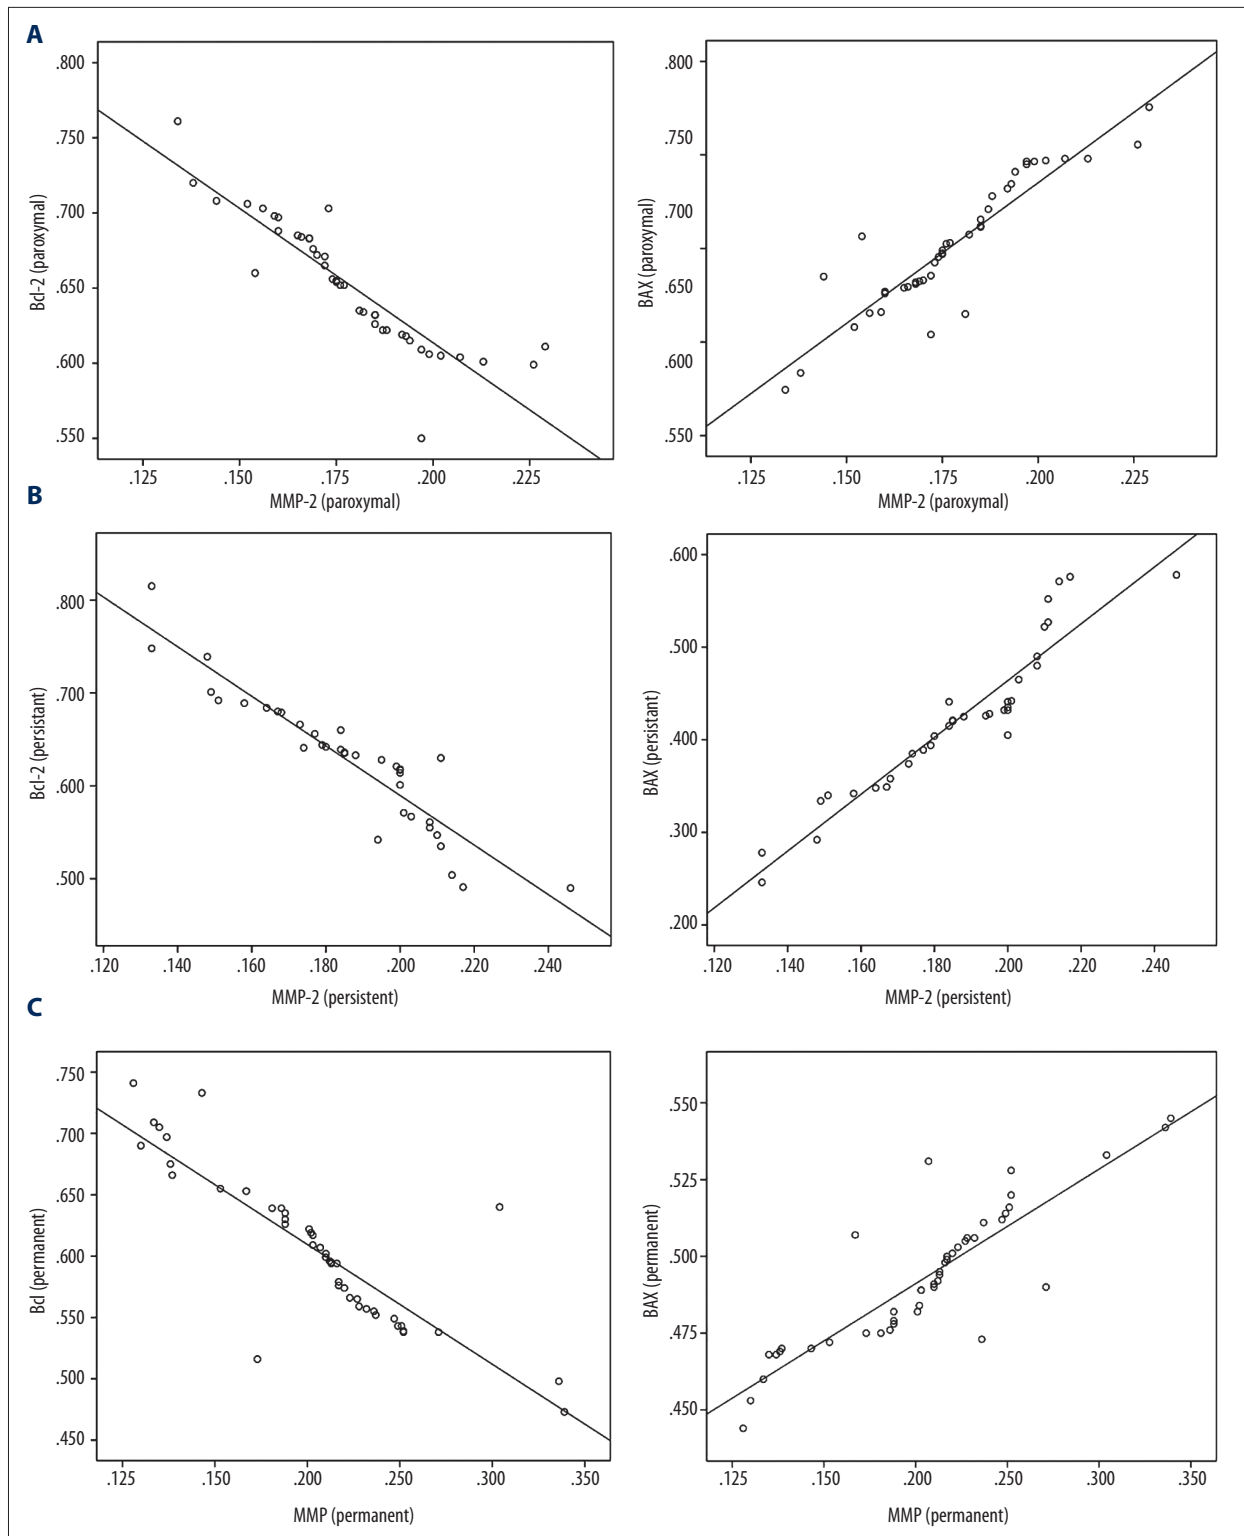 A
.800
.750
.700
.650
.600
.550
Bcl-2 (paroxymal)
.125 .150 .175 .200 .225
MMP-2 (paroxymal)
.800
.750
.700
.650
.600
.550
BAX (paroxymal)
.125 .150 .175 .200 .225
MMP-2 (paroxymal)
B
.800
.700
.600
.500
Bcl-2 (persistant)
.120 .140 .160 .180 .200 .220 .240
MMP-2 (persistent)
.600
.500
.400
.300
.200
BAX (persistant)
.120 .140 .160 .180 .200 .220 .240
MMP-2 (persistent)
C
.750
.700
.650
.600
.550
.500
.450
Bcl (permanent)
.125 .150 .200 .250 .300 .350
MMP (permanent)
.550
.525
.500
.475
.450
BAX (permanent)
.125 .150 .200 .250 .300 .350
MMP (permanent)